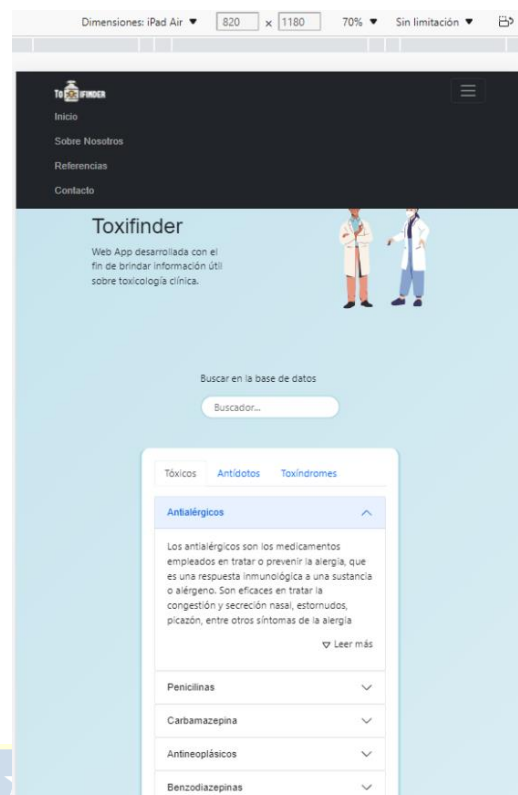 Dimensiones: iPad Air ▼ 820 x 1180 70% ▼ Sin limitación ▼
TO IFINDER
Inicio
Sobre Nosotros
Referencias
Contacto
Toxifinder
Web App desarrollada con el
fin de brindar información útil
sobre toxicología clínica.
Buscar en la base de datos
Buscador...
Tóxicos Antídotos Toxíndromes
Antialérgicos
Los antialérgicos son los medicamentos
empleados en tratar o prevenir la alergia, que
es una respuesta inmunológica a una sustancia
o alérgeno. Son eficaces en tratar la
congestión y secreción nasal, estornudos,
picazón, entre otros síntomas de la alergia
Leer más
Penicilinas
Carbamazepina
Antineoplásicos
Benzodiazepinas